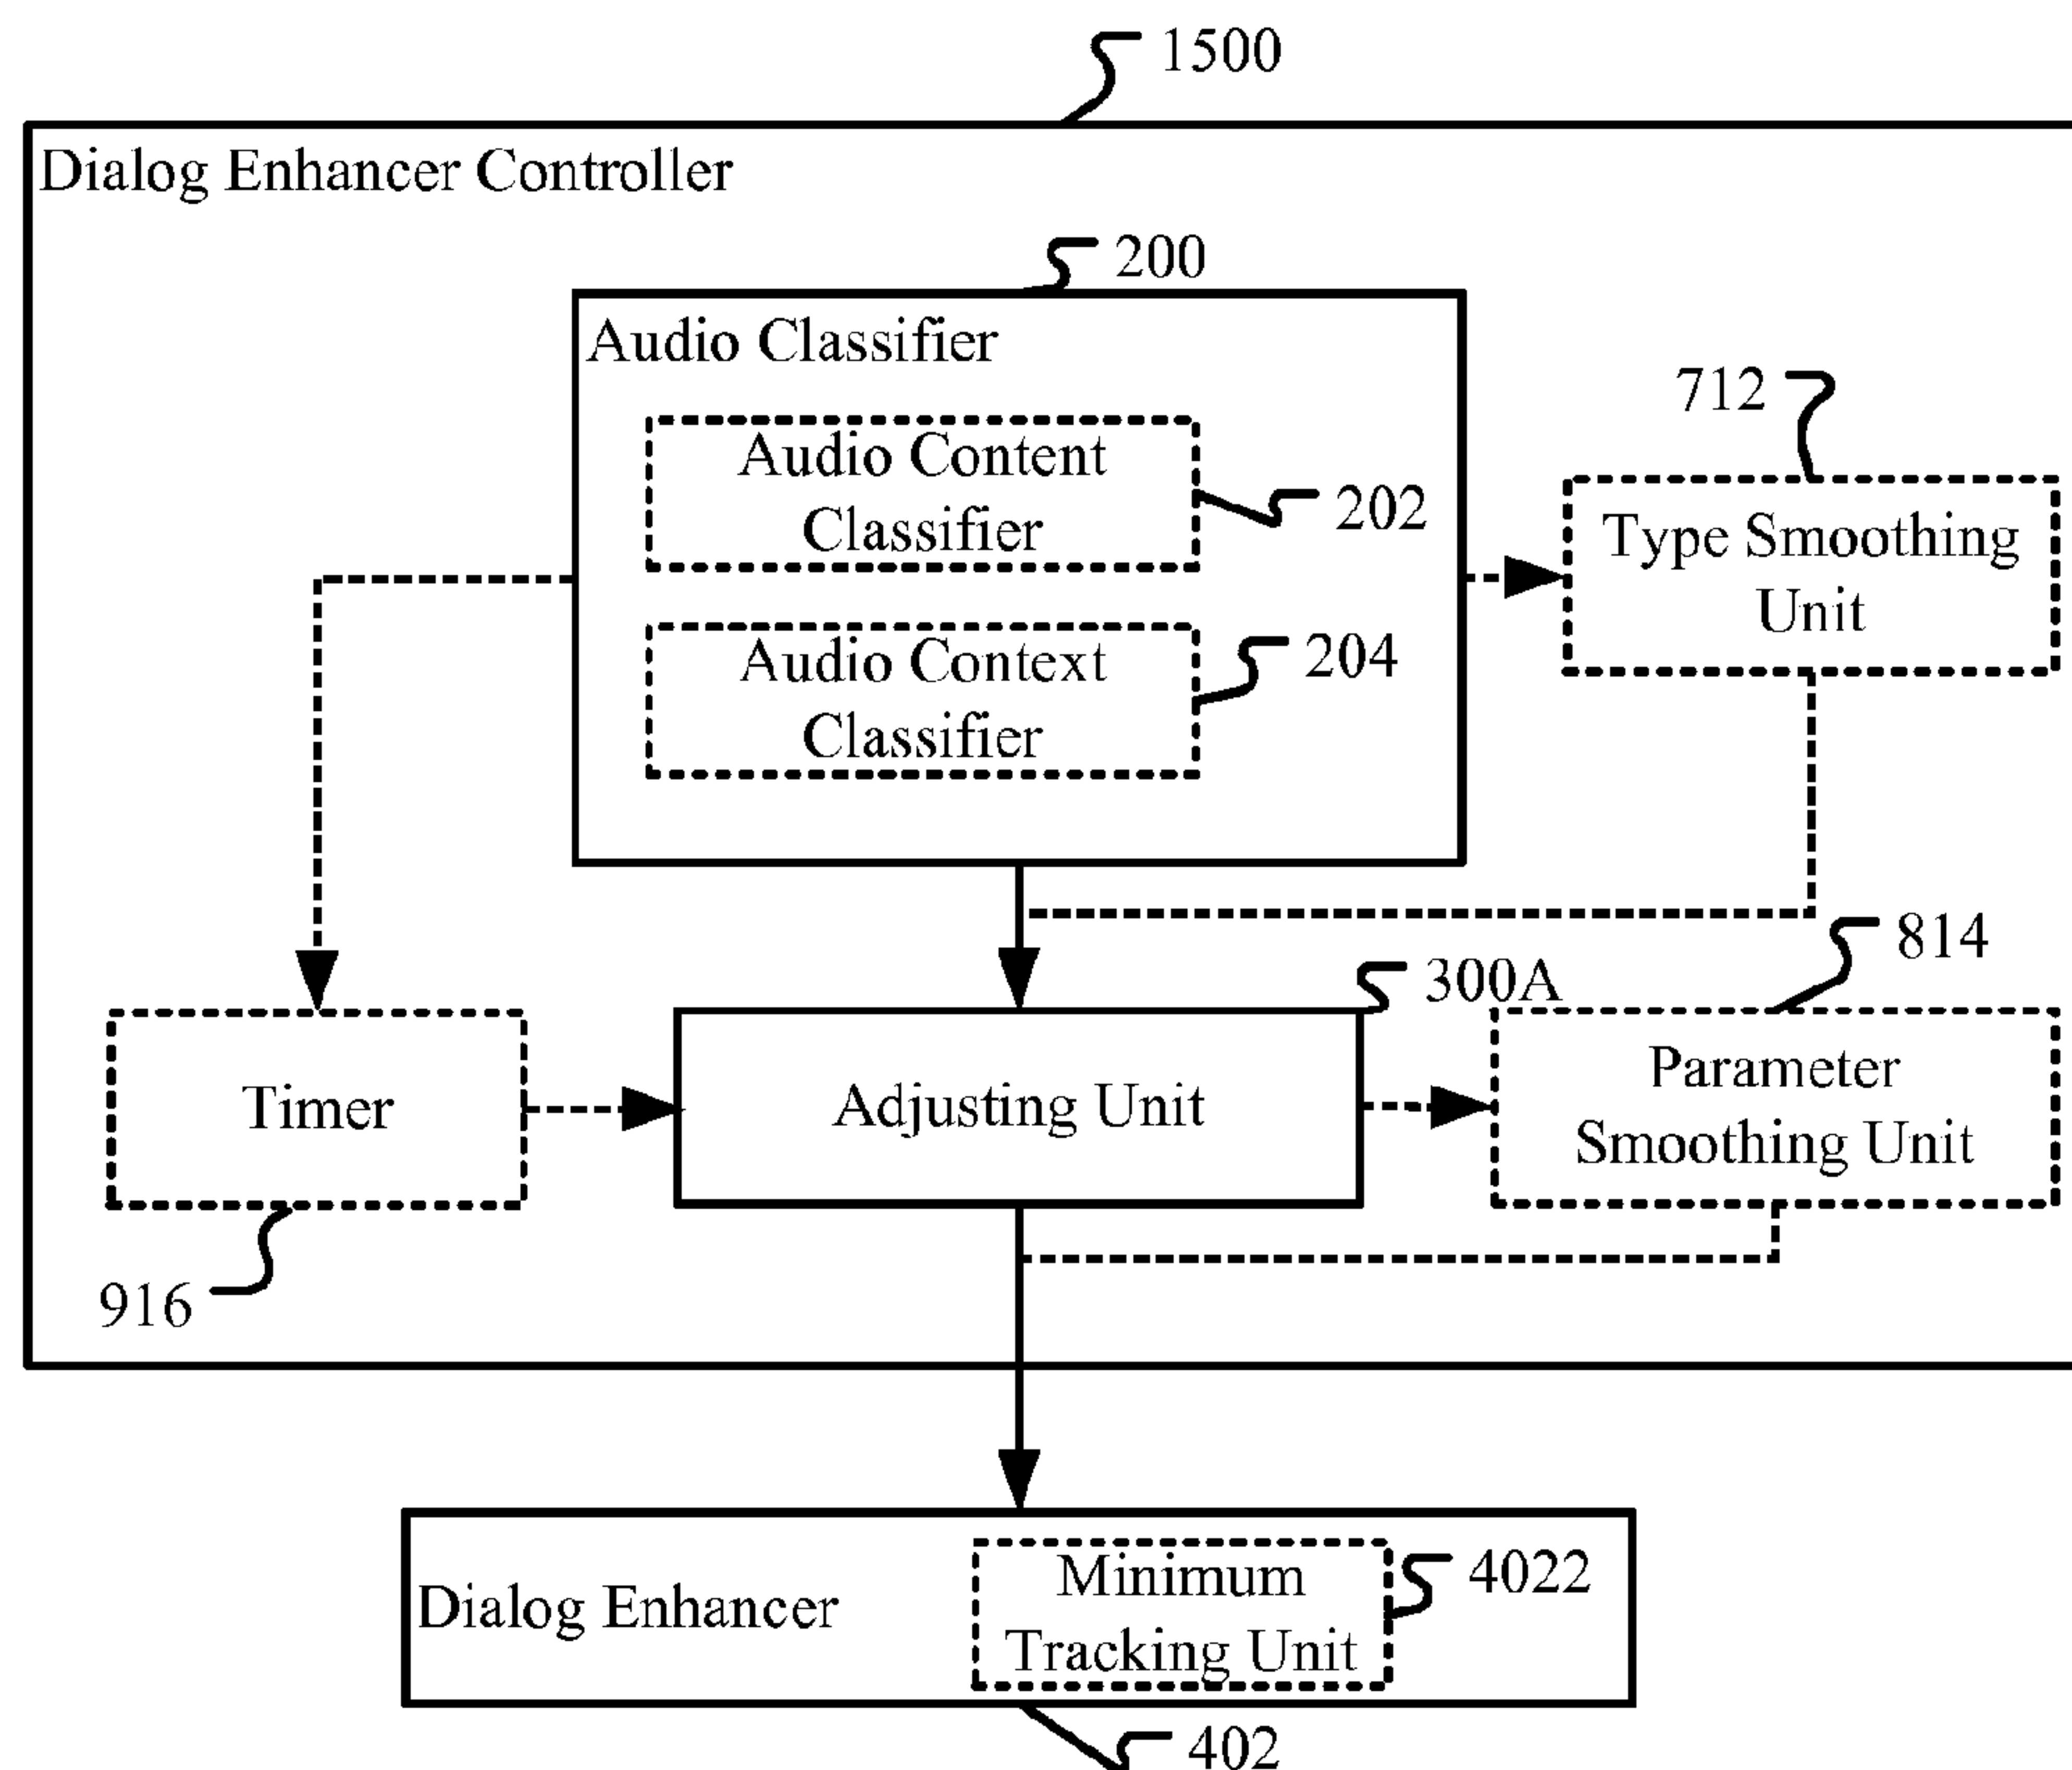 1500
Dialog Enhancer Controller
200
Audio Classifier
712
Audio Content
Classifier
202
Type Smoothing
Unit
Audio Context
Classifier
204
814
300A
Timer
Adjusting Unit
Parameter
Smoothing Unit
916
Dialog Enhancer
Minimum
Tracking Unit
4022
402